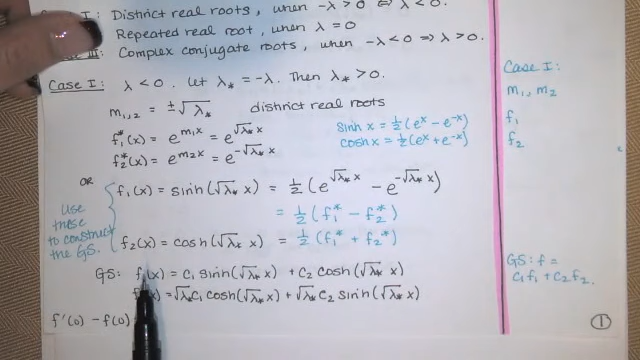 I: District real roots, when -λ>0 ⇔ λ<0.
Repeated real root, when λ=0
III: Complex conjugate roots, when -λ<0 ⇒ λ>0.
Case I: λ<0. Let λ* = -λ. Then λ* > 0.
m₁,₂ = ±√λ* district real roots
f₁*(x) = e^{m₁x} = e^{√λ* x}
f₂*(x) = e^{m₂x} = e^{-√λ* x}
sinh x = ½(e^x - e^{-x})
cosh x = ½(e^x + e^{-x})
OR
f₁(x) = sinh(√λ* x) = ½(e^{√λ* x} - e^{-√λ* x})
= ½(f₁* - f₂*)
f₂(x) = cosh(√λ* x) = ½(f₁* + f₂*)
Use
these
to construct
the GS.
GS: f(x) = c₁ sinh(√λ* x) + c₂ cosh(√λ* x)
= √λ* c₁ cosh(√λ* x) + √λ* c₂ sinh(√λ* x)
f'(0) - f(0)
Case I:
m₁, m₂
f₁
f₂
GS: f =
c₁f₁ + c₂f₂.
1